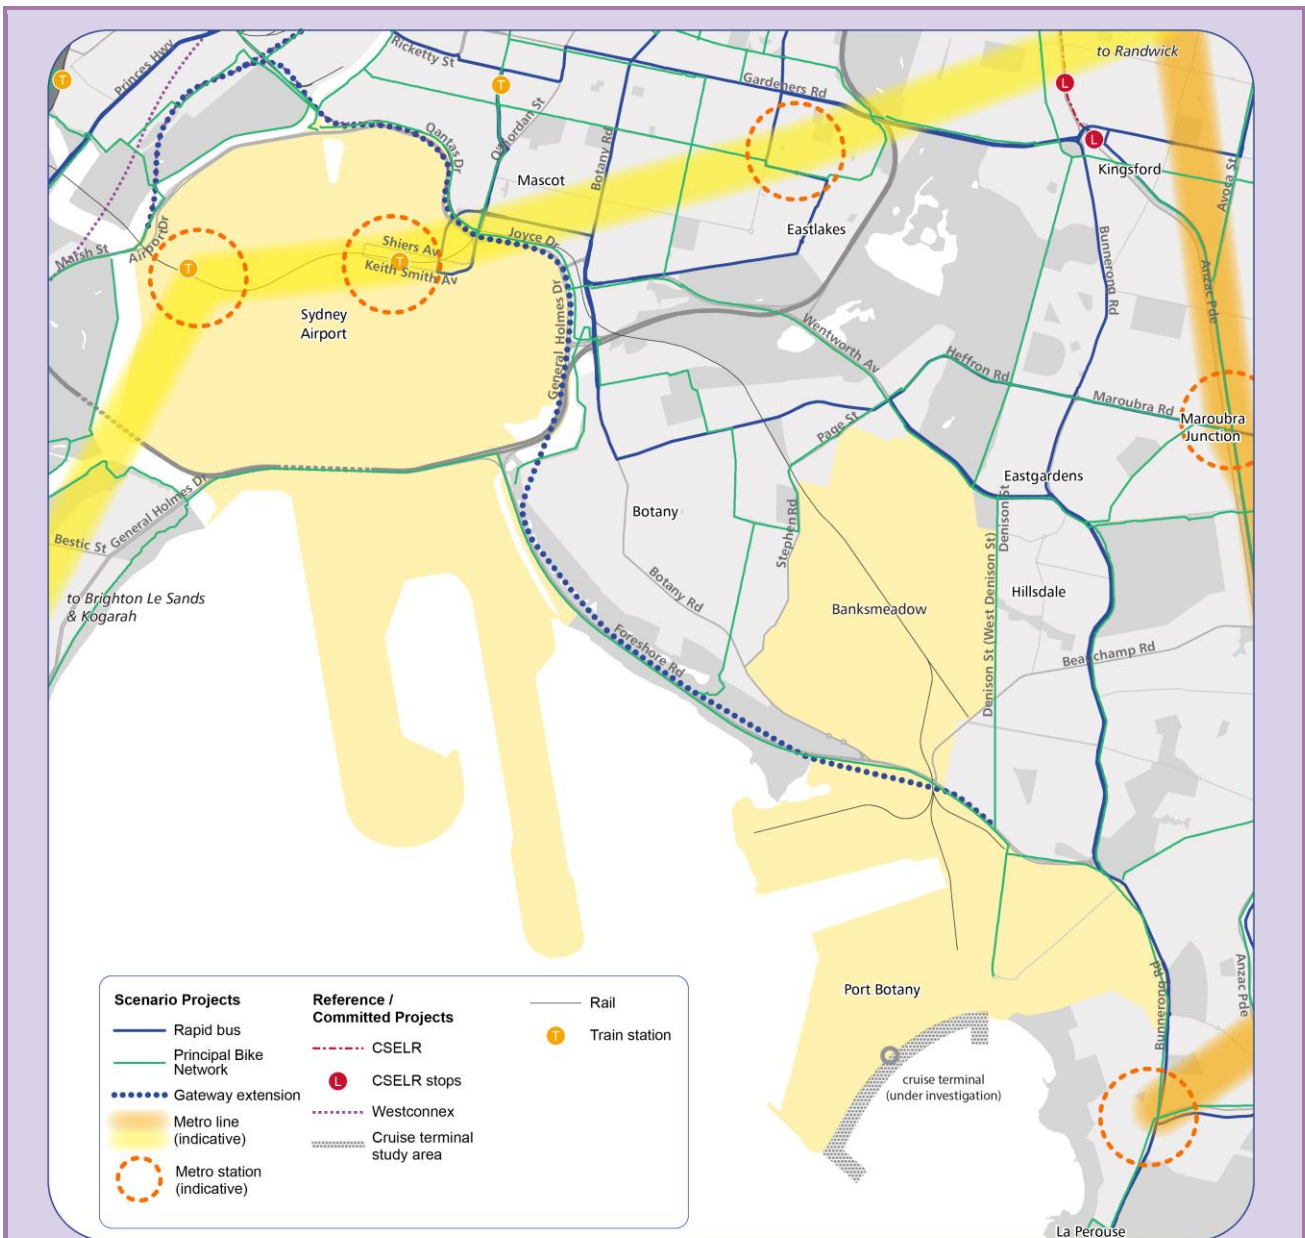 to Randwick
Princes Hwy
Ricketty St
T
T
L
Gardeners Rd
O'Riordan St
Qantas Dr
Botany Rd
L
Mascot
Kingsford
Avoca St
Eastlakes
Marsh St
Airport Dr
Shiers Av
Joyce Dr
T
T
Keith Smith Av
Bunnerong Rd
Anzac Pde
Sydney
Airport
General Holmes Dr
Wentworth Av
Heffron Rd
Maroubra Rd
Maroubra
Junction
Page St
Eastgardens
General Holmes Dr
Botany
Stephen Rd
Denison St
Bestic St
Denison St (West Denison St)
Botany Rd
Hillsdale
to Brighton Le Sands
& Kogarah
Banksmeadow
Foreshore Rd
Beauchamp Rd
Port Botany
Bunnerong Rd
Anzac Pde
cruise terminal
(under investigation)
La Perouse
Scenario Projects
Rapid bus
Principal Bike
Network
Gateway extension
Metro line
(indicative)
Metro station
(indicative)
Reference /
Committed Projects
CSELR
L
CSELR stops
Westconnex
Cruise terminal
study area
Rail
T
Train station